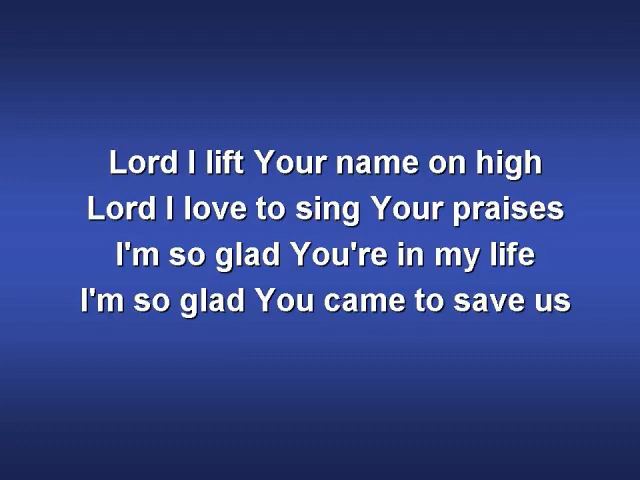 Lord I lift Your name on high
Lord I love to sing Your praises
I'm so glad You're in my life
I'm so glad You came to save us